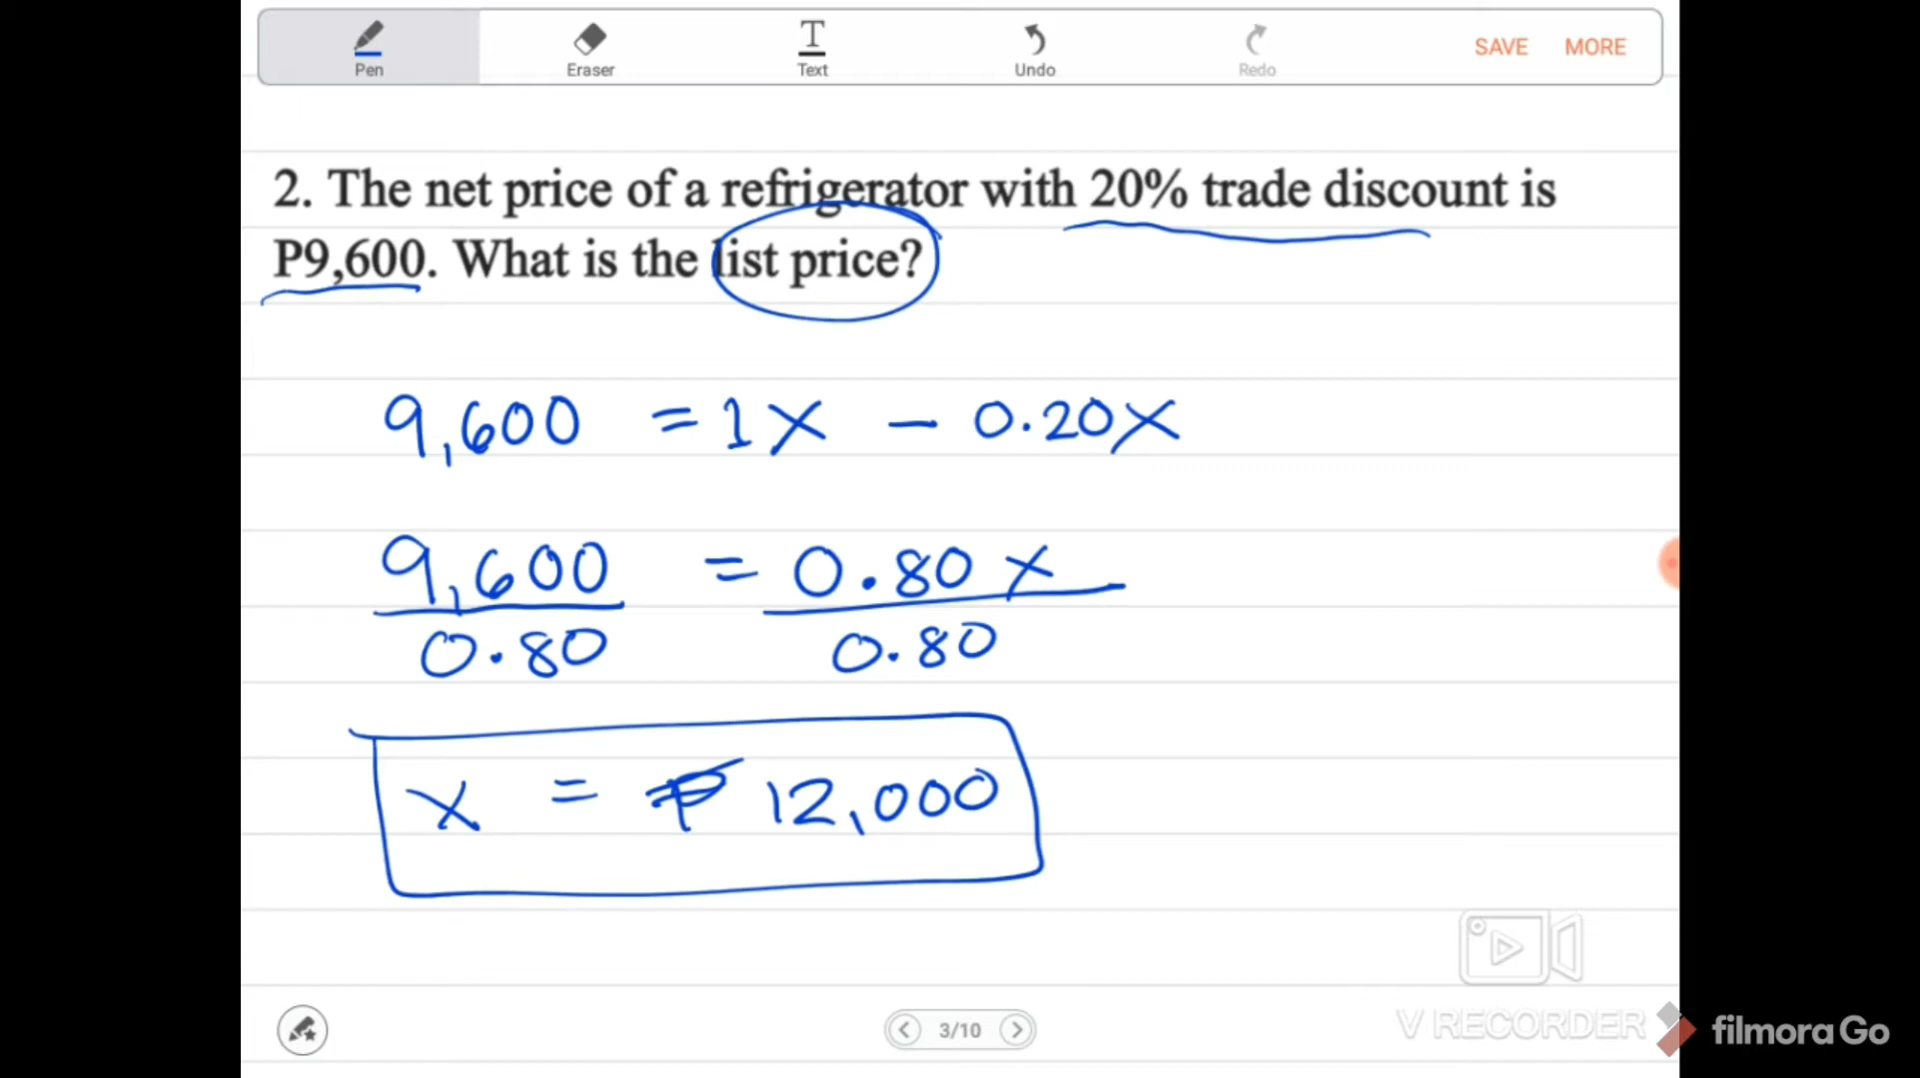 Pen Eraser Text Undo Redo SAVE MORE
2. The net price of a refrigerator with 20% trade discount is
P9,600. What is the list price?
9,600 = 1x - 0.20x
9,600 = 0.80x
0.80 0.80
x = ₱ 12,000
3/10
V RECORDER
filmoraGo